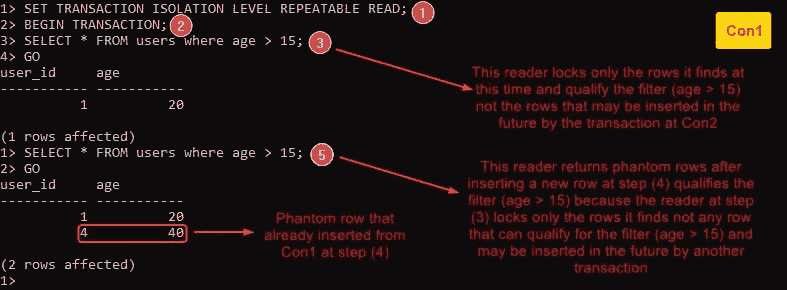 1> SET TRANSACTION ISOLATION LEVEL REPEATABLE READ; 1
2> BEGIN TRANSACTION; 2
3> SELECT * FROM users where age > 15; 3
4> GO
user_id     age
----------- -----------
1          20
(1 rows affected)
1> SELECT * FROM users where age > 15; 5
2> GO
user_id     age
----------- -----------
1          20
4          40
(2 rows affected)
1>
Con1
This reader locks only the rows it finds at
this time and qualify the filter (age > 15)
not the rows that may be inserted in the
future by the transaction at Con2
This reader returns phantom rows after
inserting a new row at step (4) qualifies the
filter (age > 15) because the reader at step
(3) locks only the rows it finds not any row
that can qualify for the filter (age > 15) and
may be inserted in the future by another
transaction
Phantom row that
already inserted from
Con1 at step (4)